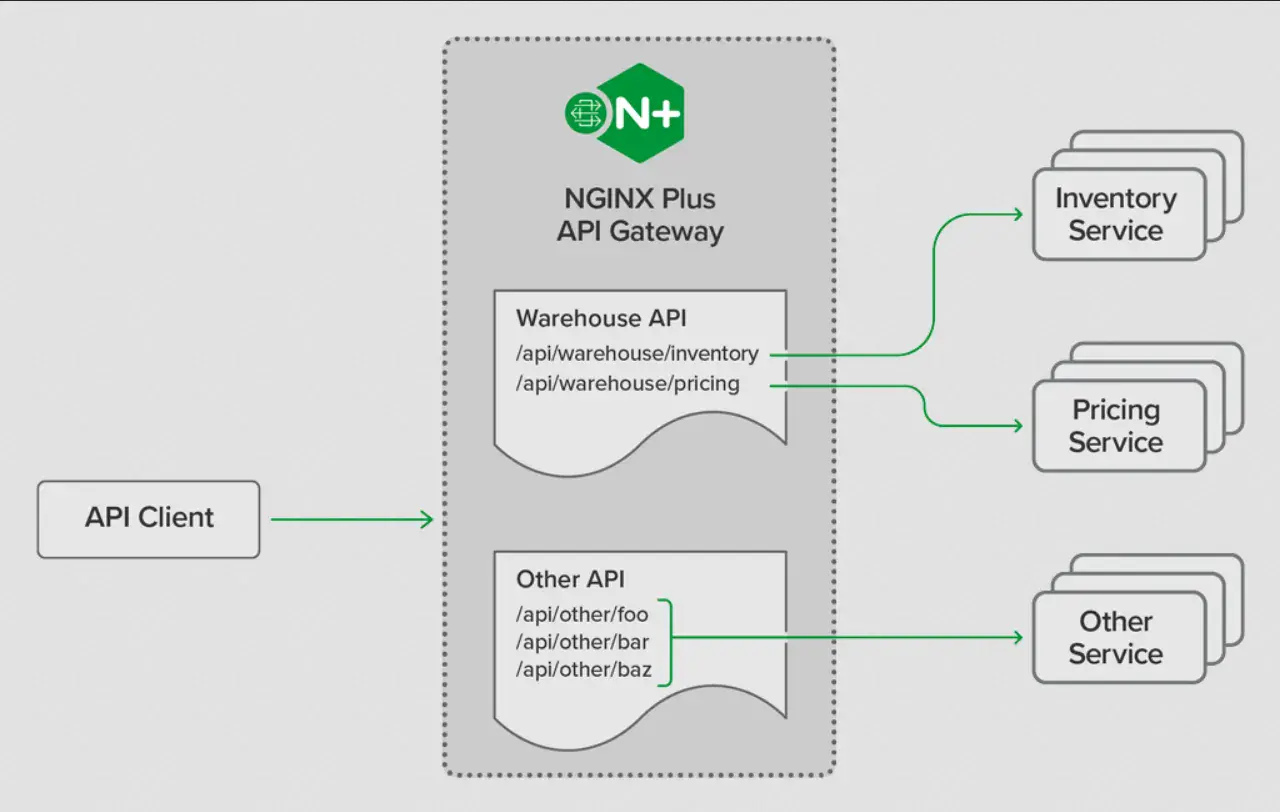 N+
NGINX Plus
API Gateway
Warehouse API
/api/warehouse/inventory
/api/warehouse/pricing
Other API
/api/other/foo
/api/other/bar
/api/other/baz
API Client
Inventory
Service
Pricing
Service
Other
Service